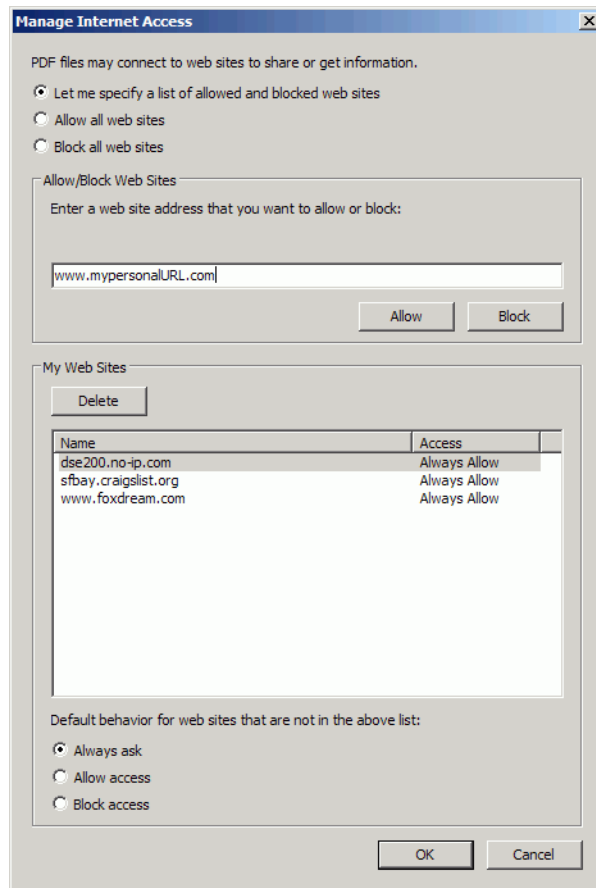 Manage Internet Access
PDF files may connect to web sites to share or get information.
Let me specify a list of allowed and blocked web sites
Allow all web sites
Block all web sites
Allow/Block Web Sites
Enter a web site address that you want to allow or block:
www.mypersonalURL.com
Allow Block
My Web Sites
Delete
Name Access
dse200.no-ip.com Always Allow
sfbay.craigslist.org Always Allow
www.foxdream.com Always Allow
Default behavior for web sites that are not in the above list:
Always ask
Allow access
Block access
OK Cancel